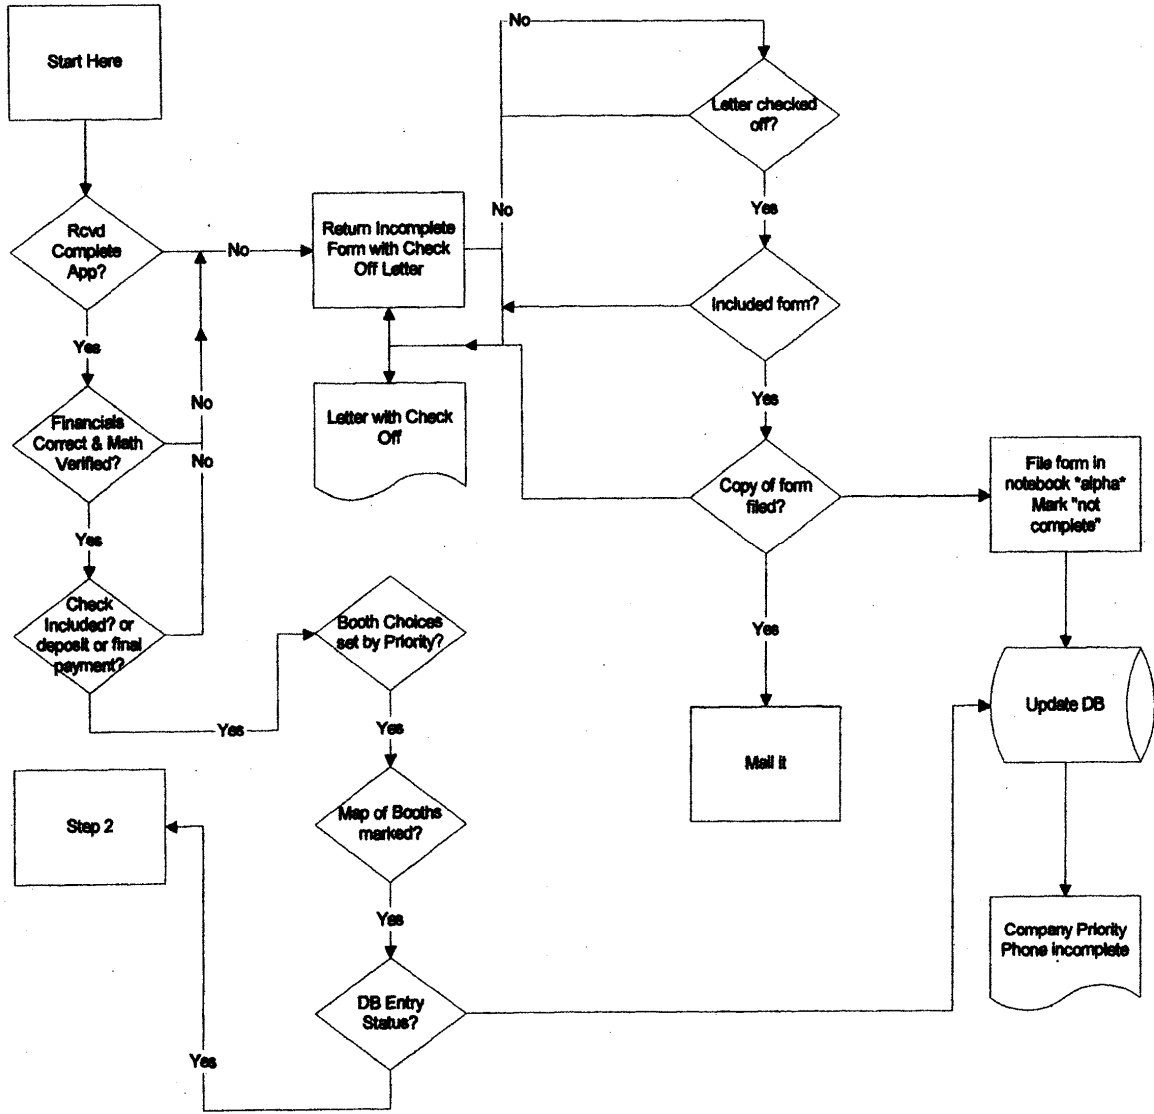 Start Here
No
Letter checked
off?
Yes
Rcvd
Complete
App?
No
Return Incomplete
Form with Check
Off Letter
No
Included form?
Yes
Yes
Financials
Correct & Math
Verified?
No
No
Letter with Check
Off
Copy of form
filed?
File form in
notebook *alpha*
Mark "not
complete"
Yes
Check
Included? or
deposit or final
payment?
Yes
Booth Choices
set by Priority?
Yes
Yes
Mail it
Update DB
Step 2
Map of Booths
marked?
Yes
Company Priority
Phone incomplete
DB Entry
Status?
Yes